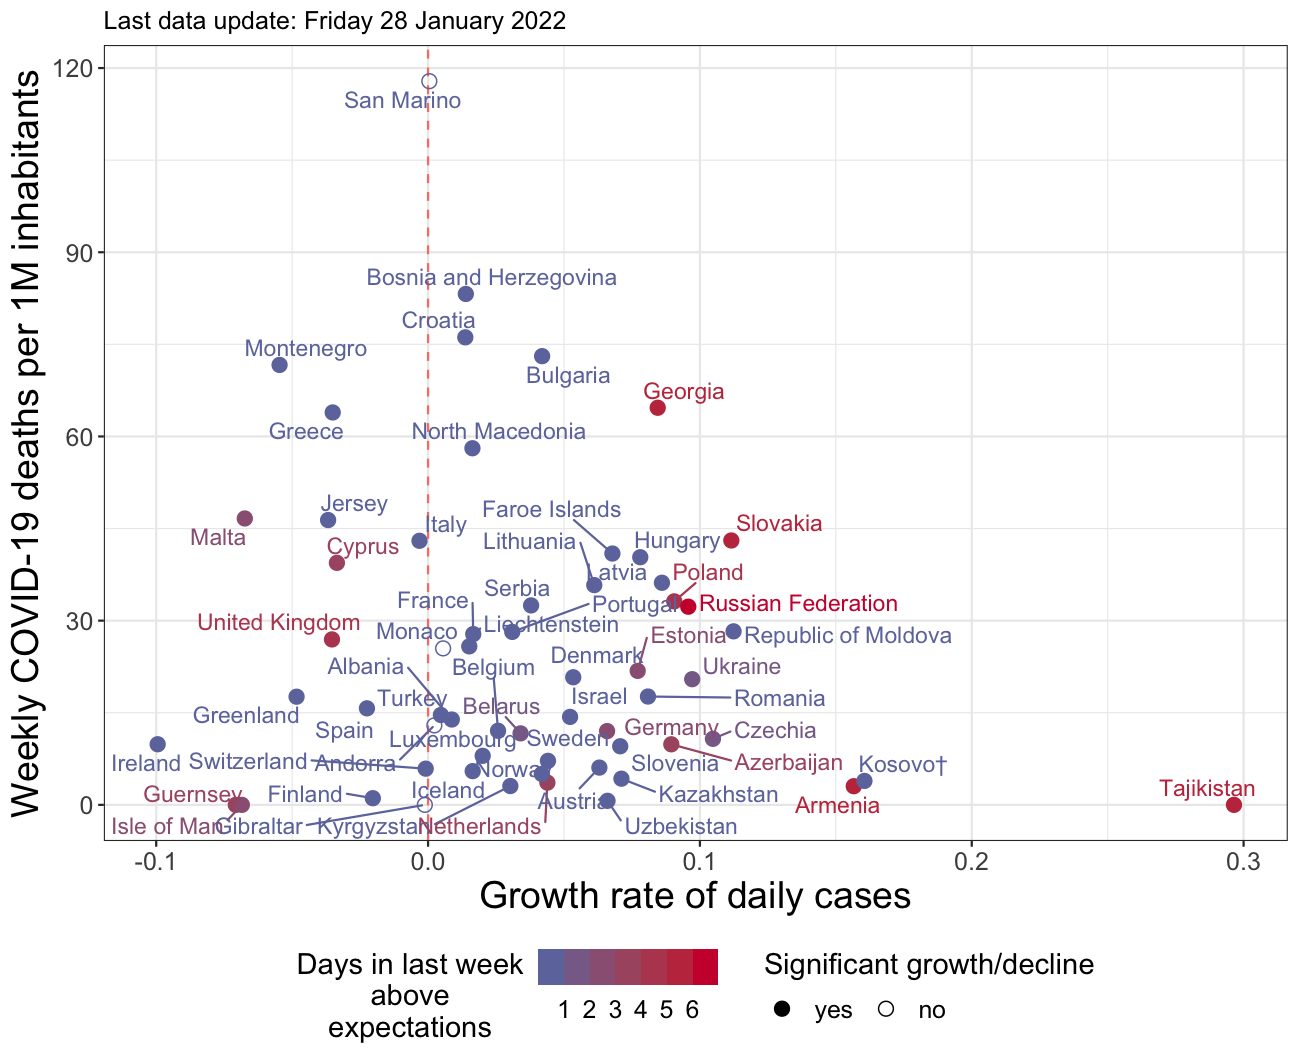 Last data update: Friday 28 January 2022
Weekly COVID-19 deaths per 1M inhabitants
120
90
60
30
0
San Marino
Bosnia and Herzegovina
Croatia
Montenegro
Bulgaria
Georgia
Greece
North Macedonia
Jersey
Faroe Islands
Malta
Italy
Slovakia
Lithuania
Hungary
Cyprus
Latvia
Poland
Serbia
France
Portugal
Russian Federation
United Kingdom
Monaco
Liechtenstein
Estonia
Republic of Moldova
Denmark
Albania
Belgium
Ukraine
Turkey
Israel
Romania
Belarus
Greenland
Spain
Luxembourg
Sweden
Germany
Czechia
Ireland
Switzerland
Andorra
Norway
Slovenia
Azerbaijan
Kosovo†
Guernsey
Finland
Iceland
Austria
Kazakhstan
Armenia
Tajikistan
Isle of Man
Gibraltar
Kyrgyzstan
Netherlands
Uzbekistan
-0.1
0.0
0.1
0.2
0.3
Growth rate of daily cases
Days in last week
above
expectations
1 2 3 4 5 6
Significant growth/decline
yes
no